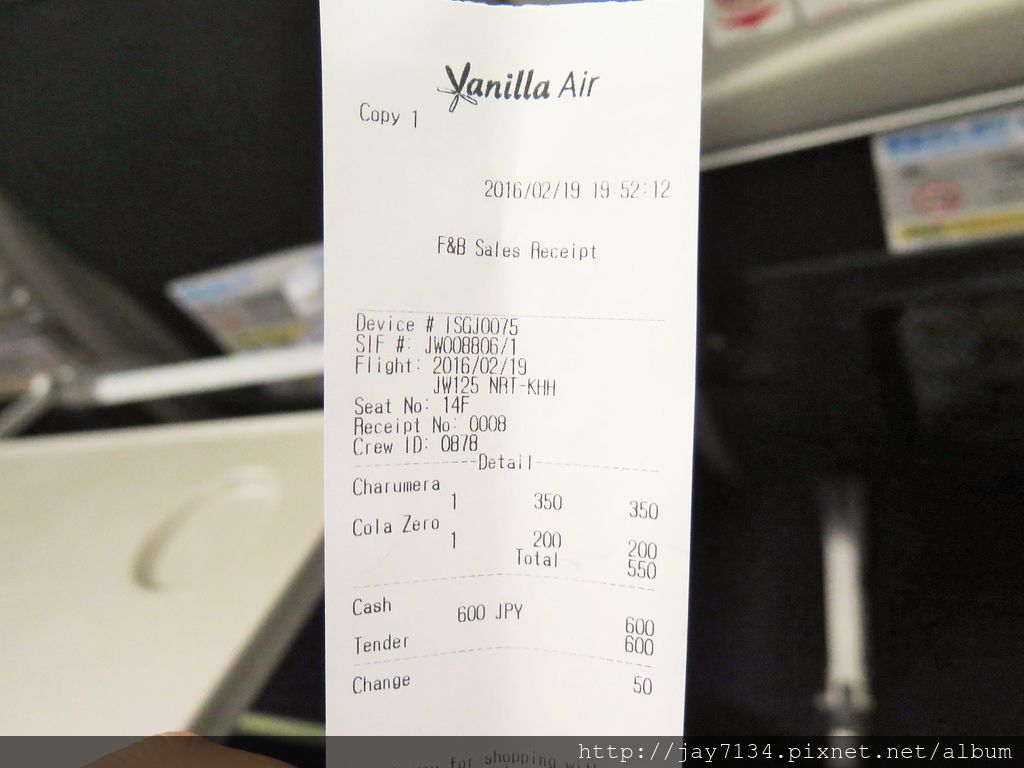 Vanilla Air
Copy 1
2016/02/19 19:52:12
F&B Sales Receipt
Device # ISGJ0075
SIF #: JW008806/1
Flight: 2016/02/19
JW125 NRT-KHH
Seat No: 14F
Receipt No: 0008
Crew ID: 0878
Detail
Charumera
1 350 350
Cola Zero
1 200 200
Total 550
Cash 600 JPY 600
Tender 600
Change 50
for shopping with
http://jay7134.pixnet.net/album